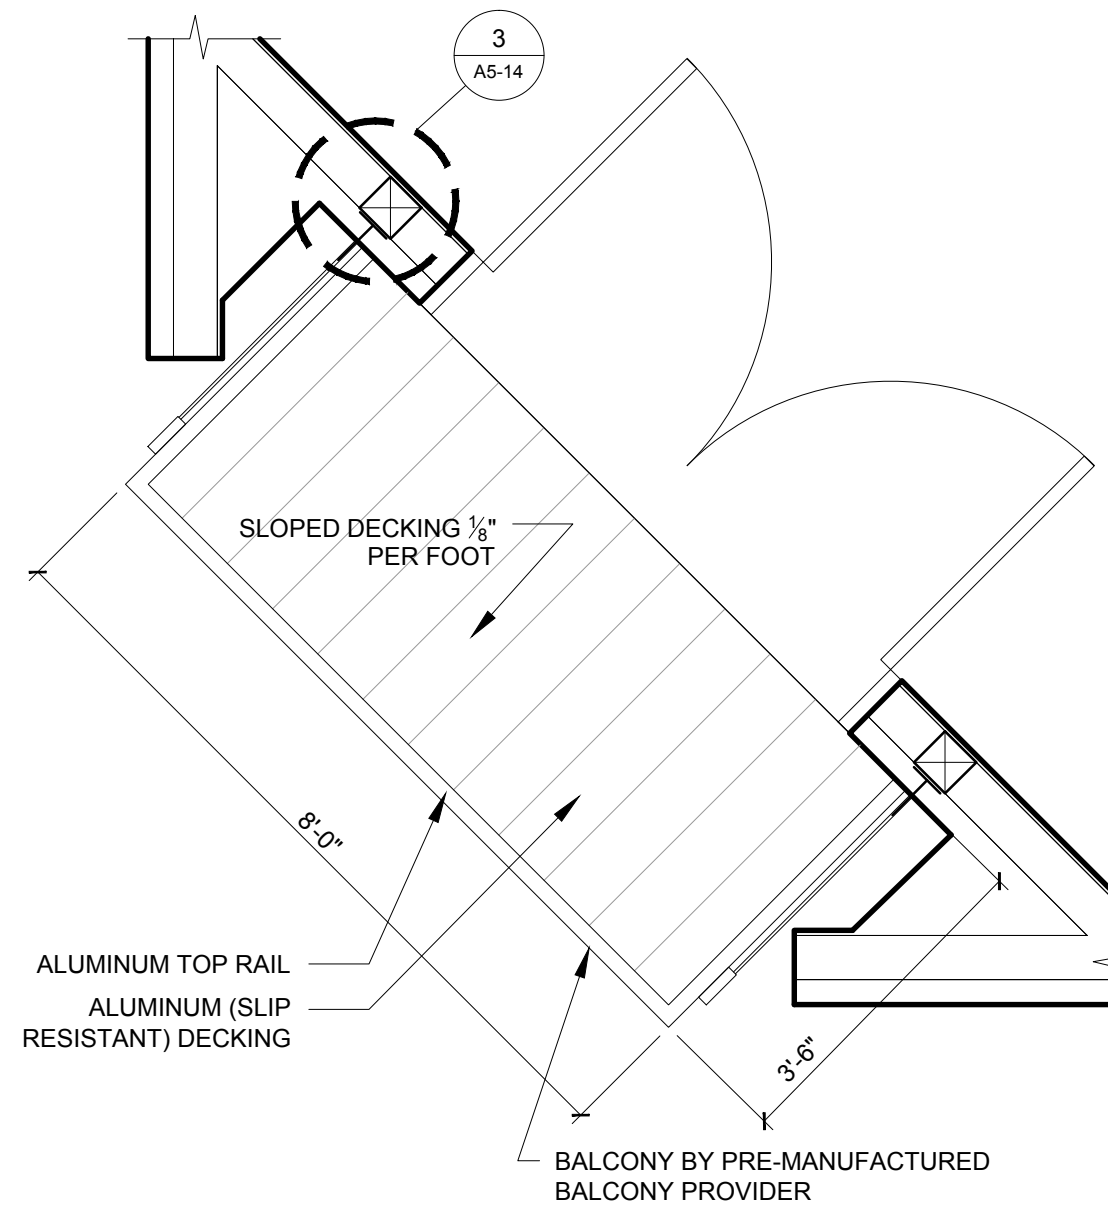 3
A5-14
SLOPED DECKING ⅛"
PER FOOT
8'-0"
ALUMINUM TOP RAIL
ALUMINUM (SLIP
RESISTANT) DECKING
3'-6"
BALCONY BY PRE-MANUFACTURED
BALCONY PROVIDER